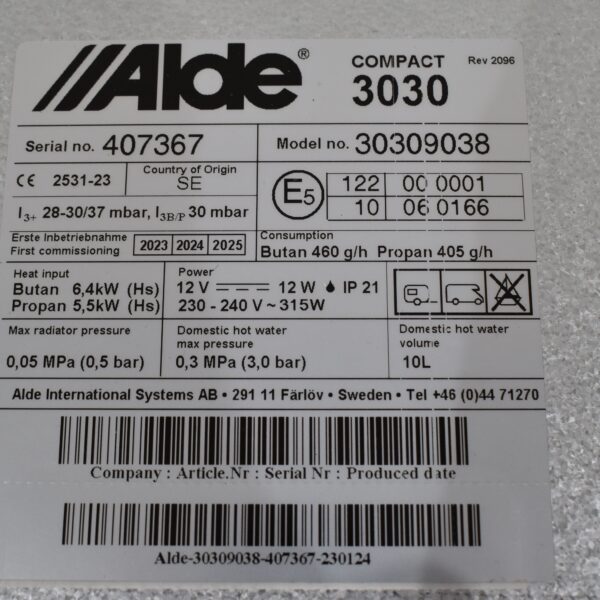 Alde®
COMPACT
3030
Rev 2096
Serial no. 407367
Model no. 30309038
CE 2531-23
Country of Origin
SE
E5
122 00 0001
10 06 0166
I3+ 28-30/37 mbar, I3B/P 30 mbar
Erste Inbetriebnahme
First commissioning
2023 2024 2025
Consumption
Butan 460 g/h Propan 405 g/h
Heat input
Butan 6,4kW (Hs)
Propan 5,5kW (Hs)
Power
12 V 12 W IP 21
230 - 240 V ~ 315W
Max radiator pressure
0,05 MPa (0,5 bar)
Domestic hot water
max pressure
0,3 MPa (3,0 bar)
Domestic hot water
volume
10L
Alde International Systems AB • 291 11 Färlöv • Sweden • Tel +46 (0)44 71270
Company : Article.Nr : Serial Nr : Produced date
Alde-30309038-407367-230124